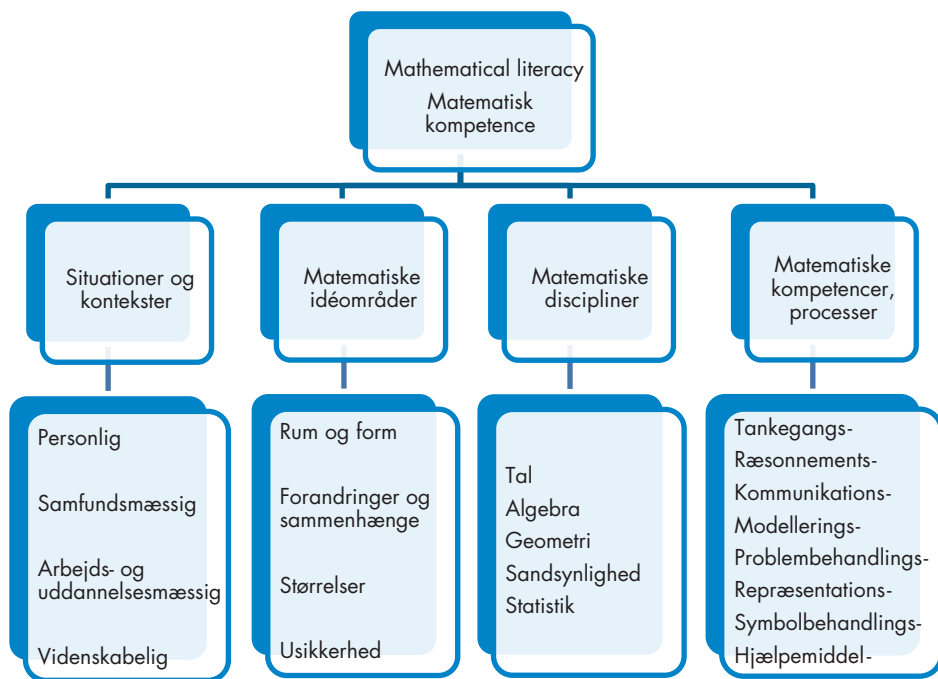 Mathematical literacy
Matematisk
kompetence
Situationer og
kontekster
Matematiske
idéområder
Matematiske
discipliner
Matematiske
kompetencer,
processer
Personlig
Samfundsmæssig
Arbejds- og
uddannelsesmæssig
Videnskabelig
Rum og form
Forandringer og
sammenhænge
Størrelser
Usikkerhed
Tal
Algebra
Geometri
Sandsynlighed
Statistik
Tankegangs-
Ræsonnements-
Kommunikations-
Modellerings-
Problembehandlings-
Repræsentations-
Symbolbehandlings-
Hjælpemiddel-